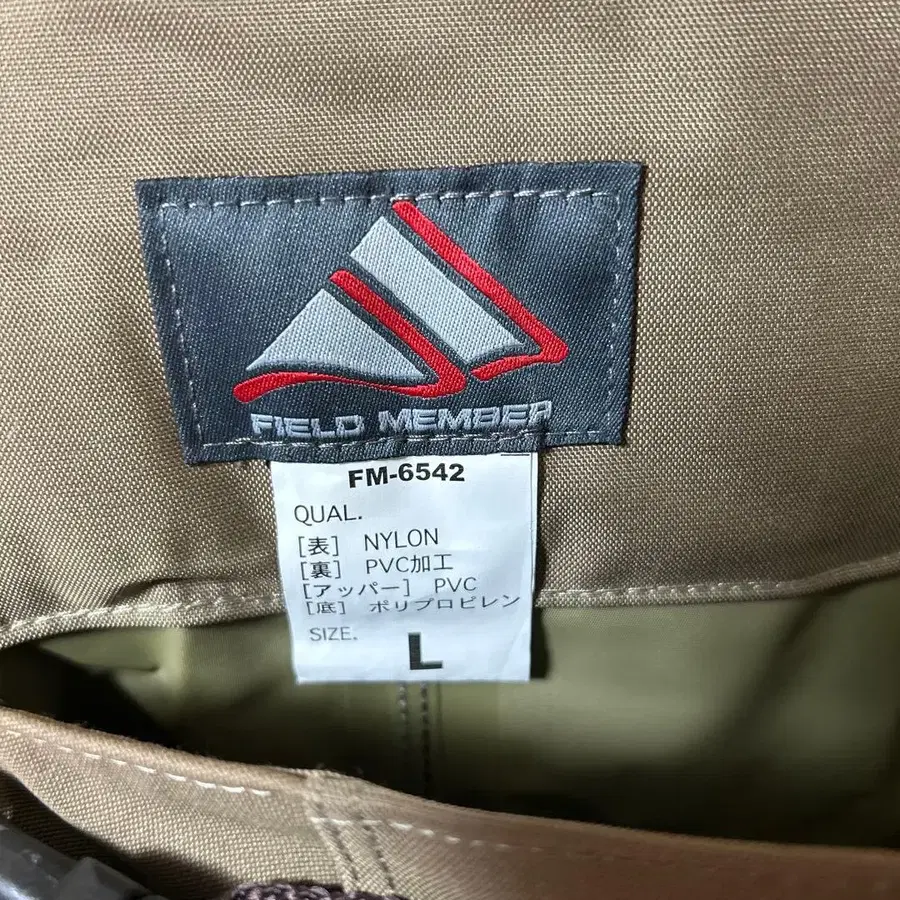 FIELD MEMBER
FM-6542
QUAL.
[表] NYLON
[裏] PVC加工
[アッパー] PVC
[底] ポリプロピレン
SIZE.
L